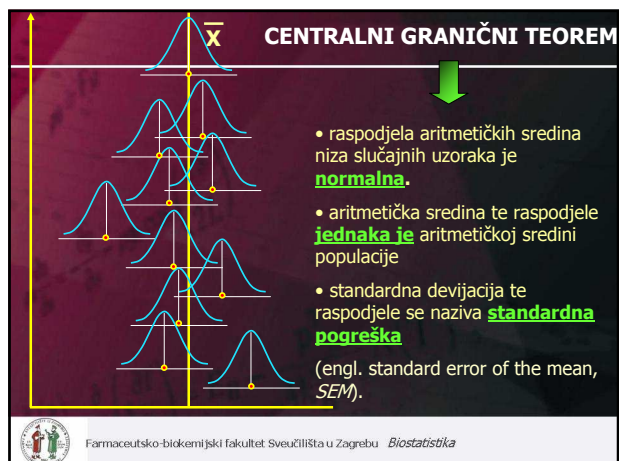 X
CENTRALNI GRANIČNI TEOREM
• raspodjela aritmetičkih sredina
niza slučajnih uzoraka je
normalna.
• aritmetička sredina te raspodjele
jednaka je aritmetičkoj sredini
populacije
• standardna devijacija te
raspodjele se naziva standardna
pogreška
(engl. standard error of the mean,
SEM).
Farmaceutsko-biokemijski fakultet Sveučilišta u Zagrebu Biostatistika